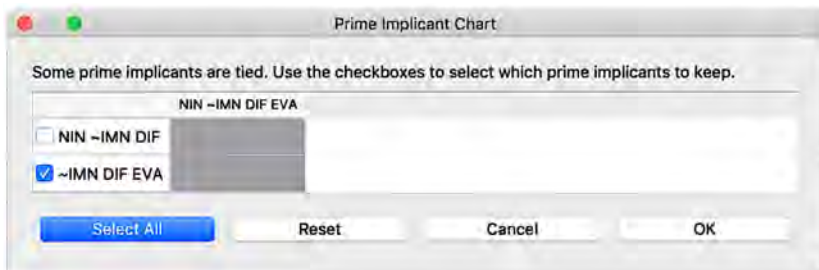 Prime Implicant Chart
Some prime implicants are tied. Use the checkboxes to select which prime implicants to keep.
NIN ~IMN DIF EVA
NIN ~IMN DIF
~IMN DIF EVA
Select All Reset Cancel OK